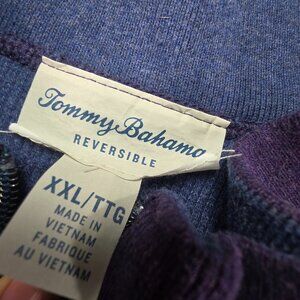 Tommy Bahama
REVERSIBLE
XXL/TTG
MADE IN
VIETNAM
FABRIQUÉ
AU VIETNAM